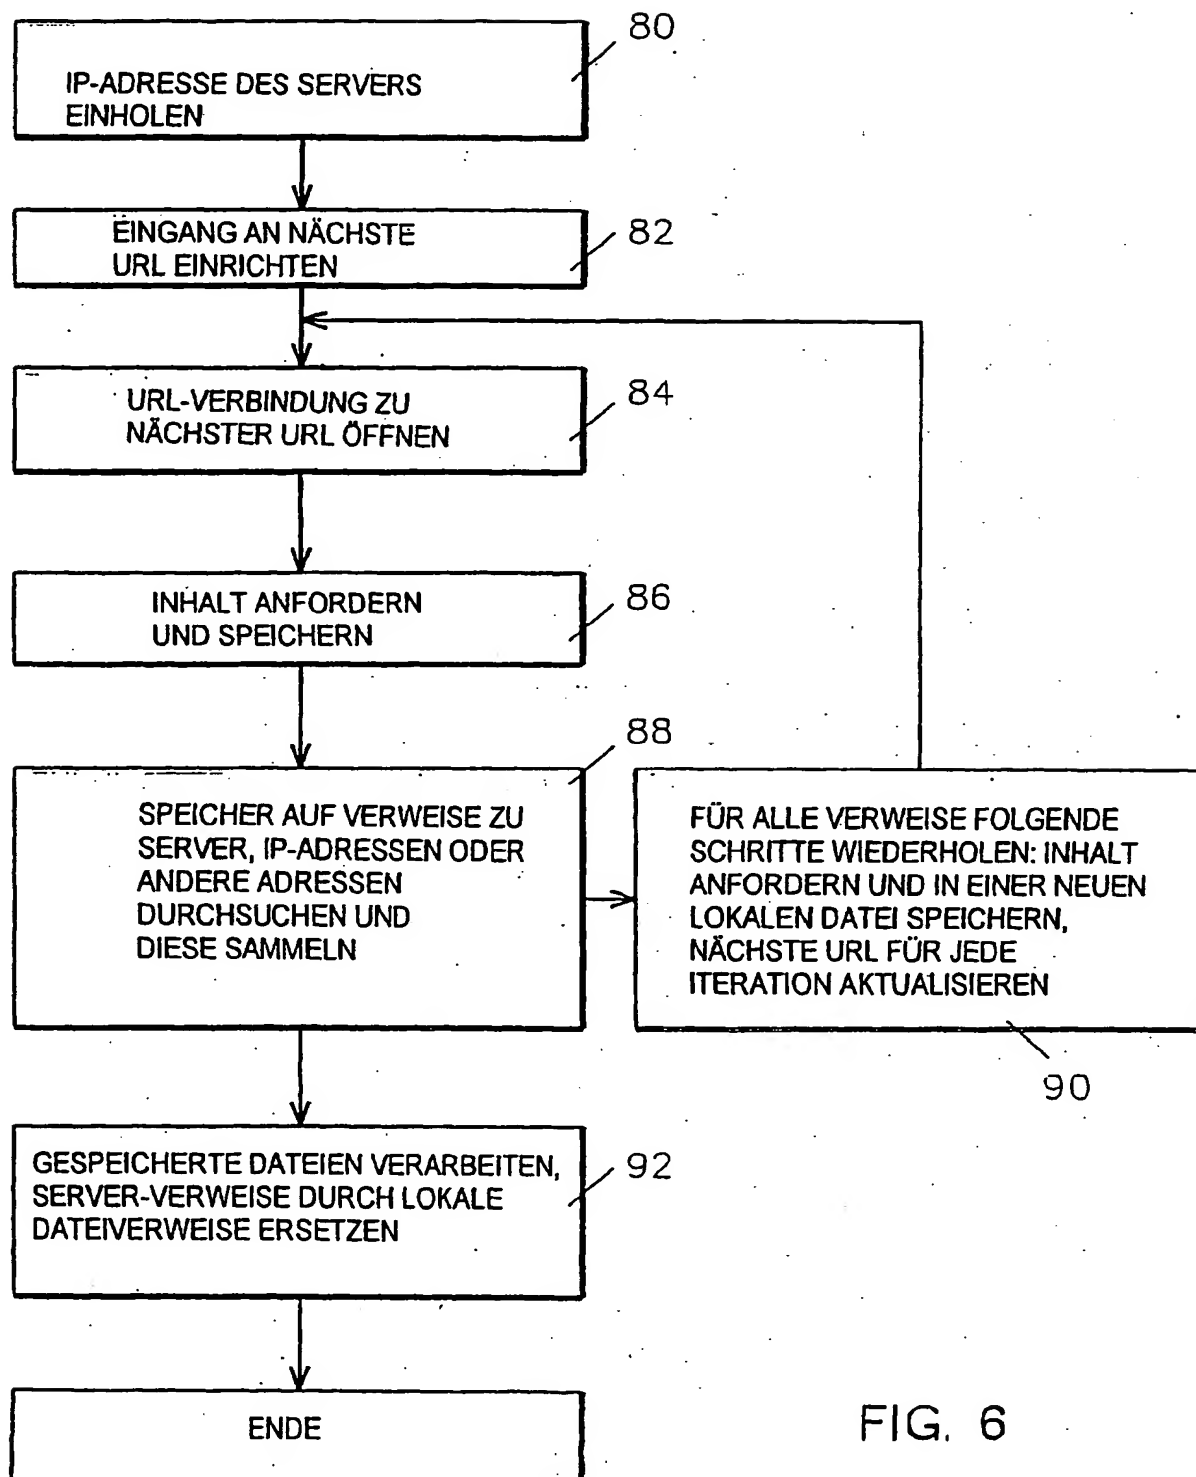 80
IP-ADRESSE DES SERVERS
EINHOLEN
EINGANG AN NÄCHSTE
URL EINRICHTEN
82
URL-VERBINDUNG ZU
NÄCHSTER URL ÖFFNEN
84
INHALT ANFORDERN
UND SPEICHERN
86
88
SPEICHER AUF VERWEISE ZU
SERVER, IP-ADRESSEN ODER
ANDERE ADRESSEN
DURCHSUCHEN UND
DIESE SAMMELN
FÜR ALLE VERWEISE FOLGENDE
SCHRITTE WIEDERHOLEN: INHALT
ANFORDERN UND IN EINER NEUEN
LOKALEN DATEI SPEICHERN,
NÄCHSTE URL FÜR JEDE
ITERATION AKTUALISIEREN
90
GESPEICHERTE DATEIEN VERARBEITEN,
SERVER-VERWEISE DURCH LOKALE
DATEIVERWEISE ERSETZEN
92
ENDE
FIG. 6